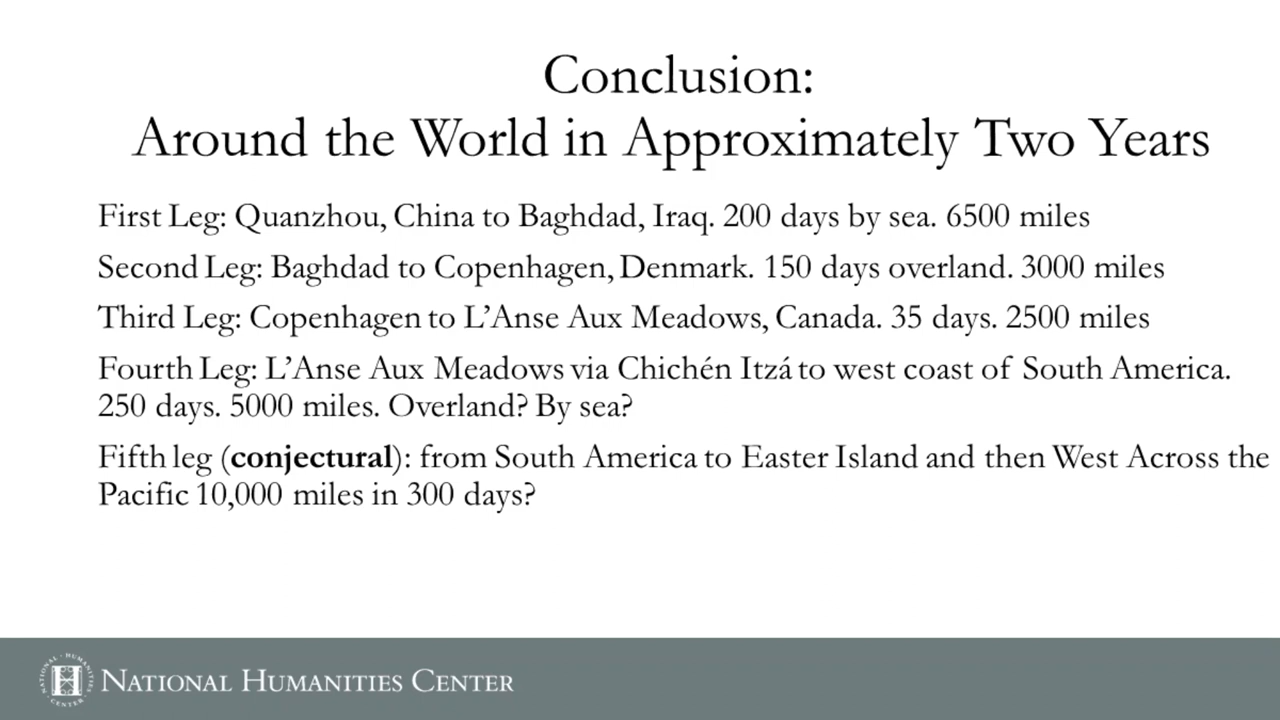 Conclusion:
Around the World in Approximately Two Years
First Leg: Quanzhou, China to Baghdad, Iraq. 200 days by sea. 6500 miles
Second Leg: Baghdad to Copenhagen, Denmark. 150 days overland. 3000 miles
Third Leg: Copenhagen to L’Anse Aux Meadows, Canada. 35 days. 2500 miles
Fourth Leg: L’Anse Aux Meadows via Chichén Itzá to west coast of South America.
250 days. 5000 miles. Overland? By sea?
Fifth leg (conjectural): from South America to Easter Island and then West Across the
Pacific 10,000 miles in 300 days?
NATIONAL HUMANITIES CENTER
NATIONAL · HUMANITIES · CENTER